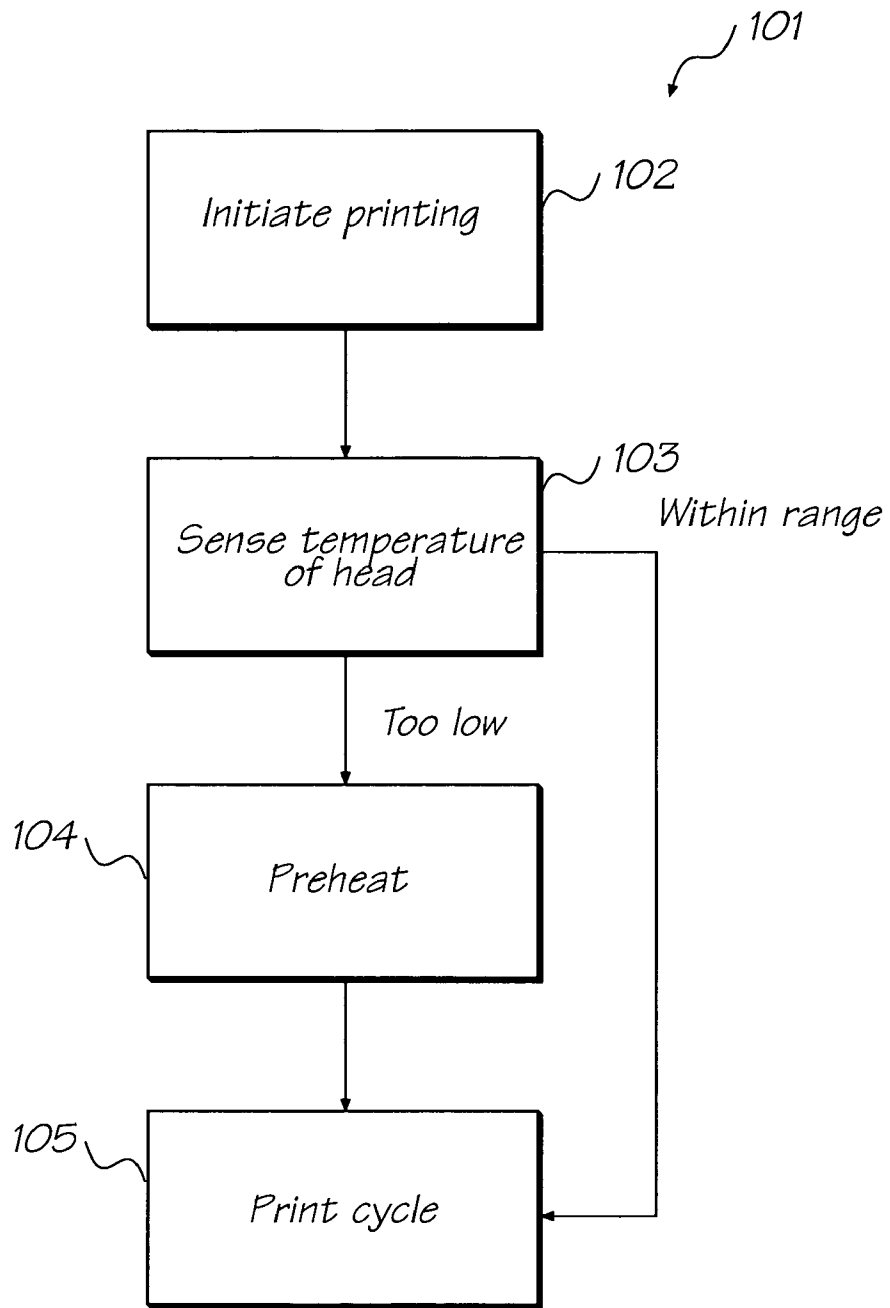 101
Initiate printing
102
103
Within range
Sense temperature
of head
Too low
104
Preheat
105
Print cycle